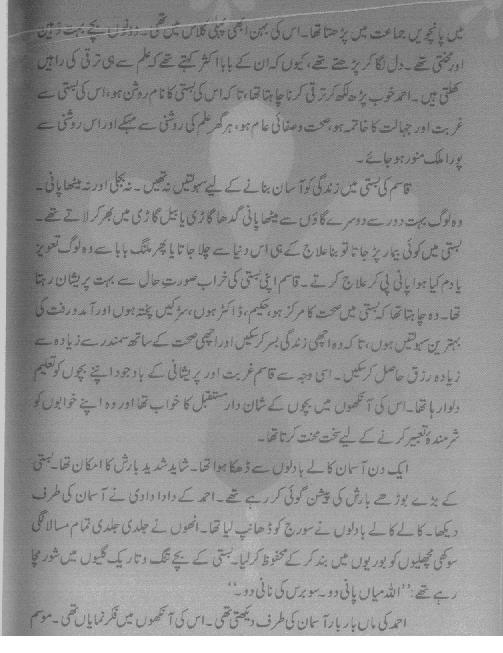 میں پانچویں جماعت میں پڑھتا تھا۔ اس کی بہن ابھی پہلی کلاس میں تھی۔ دونوں بچے بہت ذہین
اور محنتی تھے۔ دل لگا کر پڑھتے تھے، کیوں کہ ان کے بابا اکثر کہتے تھے کہ علم سے ہی ترقی کی راہیں
کھلتی ہیں۔ احمد خوب پڑھ لکھ کر ترقی کرنا چاہتا تھا، تاکہ اس کی بستی کا نام روشن ہو، اس کی بستی سے
غربت اور جہالت کا خاتمہ ہو، صحت و صفائی عام ہو، ہر گھر علم کی روشنی سے مہکے اور اس روشنی سے
پورا ملک منور ہو جائے۔
قاسم کی بستی میں زندگی کو آسان بنانے کے لیے سہولتیں نہ تھیں۔ نہ بجلی اور نہ میٹھا پانی۔
وہ لوگ بہت دور سے دوسرے گاؤں سے میٹھا پانی گدھا گاڑی یا بیل گاڑی میں بھر کر لاتے تھے۔
بستی میں کوئی بیمار پڑ جاتا تو بنا علاج کے ہی اس دنیا سے چلا جاتا یا پھر ملنگ بابا سے وہ لوگ تعویز
یا دم کیا ہوا پانی پی کر علاج کرتے۔ قاسم اپنی بستی کی خراب صورتِ حال سے بہت پریشان رہتا
تھا۔ وہ چاہتا تھا کہ بستی میں صحت کا مرکز ہو، حکیم، ڈاکٹر ہوں، سڑکیں پختہ ہوں اور آمد و رفت کی
بہترین سہولتیں ہوں، تاکہ وہ اچھی زندگی بسر کر سکیں اور اچھی صحت کے ساتھ سمندر سے زیادہ سے
زیادہ رزق حاصل کر سکیں۔ اسی وجہ سے قاسم غربت اور پریشانی کے باوجود اپنے بچوں کو تعلیم
دلوا رہا تھا۔ اس کی آنکھوں میں بچوں کے شان دار مستقبل کا خواب تھا اور وہ اپنے خوابوں کو
شرمندۂ تعبیر کرنے کے لیے سخت محنت کرتا تھا۔
ایک دن آسمان کالے بادلوں سے ڈھکا ہوا تھا۔ شاید شدید بارش کا امکان تھا۔ بستی
کے بڑے بوڑھے بارش کی پیشن گوئی کر رہے تھے۔ احمد کے دادا دادی نے آسمان کی طرف
دیکھا۔ کالے کالے بادلوں نے سورج کو ڈھانپ لیا تھا۔ انھوں نے جلدی جلدی تمام مسالا لگی
سوکھی مچھلیوں کو بوریوں میں بند کر کے محفوظ کر لیا۔ بستی کے بچے تنگ و تاریک گلیوں میں شور مچا
رہے تھے: ’’اللہ میاں پانی دو۔ سو برس کی نانی دو۔‘‘
احمد کی ماں بار بار آسمان کی طرف دیکھتی تھی۔ اس کی آنکھوں میں فکر نمایاں تھی۔ موسم